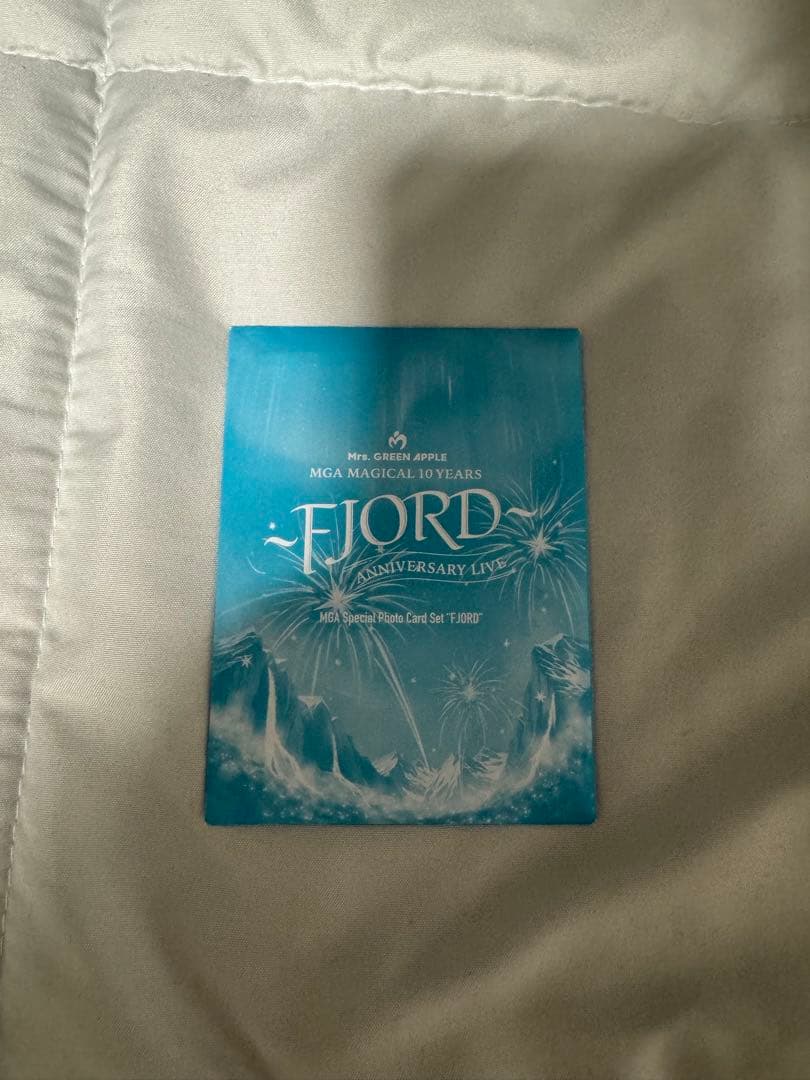 Mrs. GREEN APPLE
MGA MAGICAL 10 YEARS
~FJORD~
ANNIVERSARY LIVE
MGA Special Photo Card Set "FJORD"